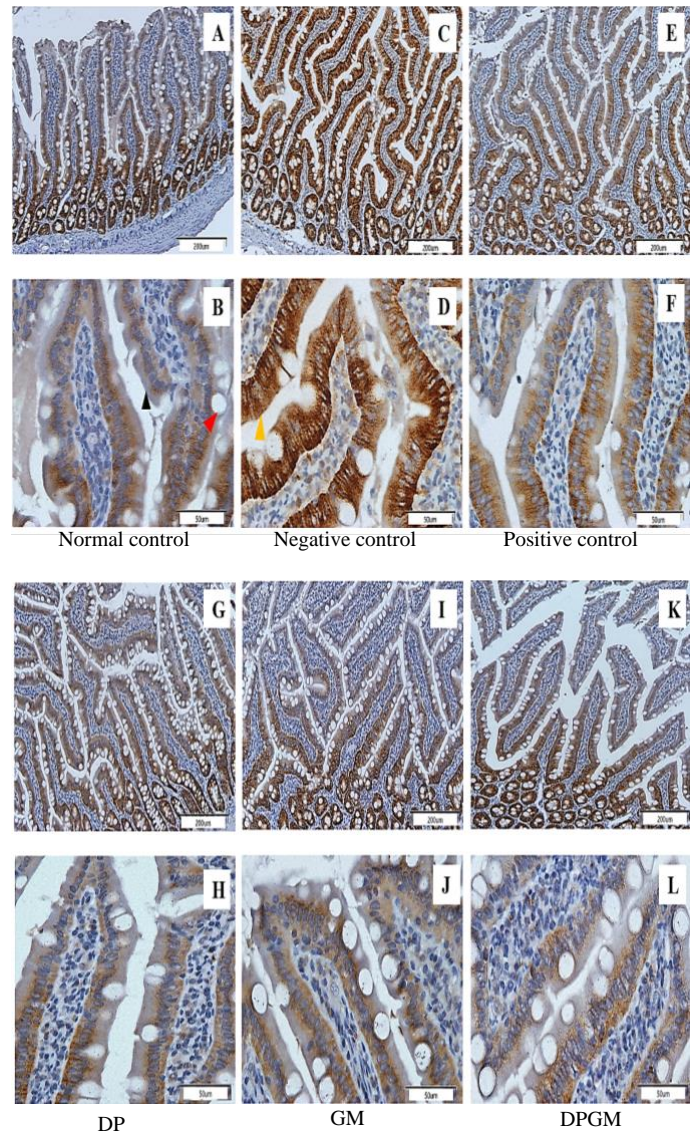 A C E
200um 200um 200um
B D F
50um 50um 50um
Normal control Negative control Positive control
G I K
200um 200um 200um
H J L
50um 50um 50um
DP GM DPGM